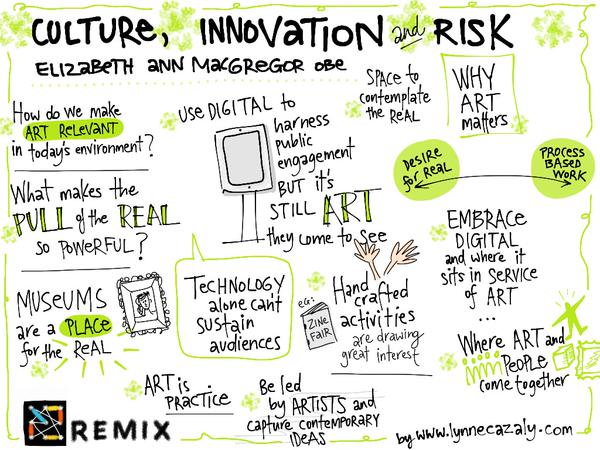 CULTURE, INNOVATION and RISK
ELIZABETH ANN MACGREGOR OBE
How do we make
ART RELEVANT
in today's environment?
What makes the
PULL of the REAL
SO POWERFUL?
MUSEUMS
are a PLACE
for the REAL
USE DIGITAL to
harness
public
engagement
BUT it's
STILL ART
they come to see
SPACE to
contemplate
the REAL
WHY
ART
matters
DESIRE
for REAL
PROCESS
BASED
WORK
TECHNOLOGY
alone can't
SUSTAIN
audiences
eg:
ZINE
FAIR
Hand
crafted
activities
are drawing
great interest
EMBRACE
DIGITAL
and where it
sits in SERVICE
of ART
...
Where ART and
PEOPLE
come together
ART is
PRACTICE
Be led
by ARTISTS and
capture contemporary
IDEAS
REMIX
by www.lynnecazaly.com